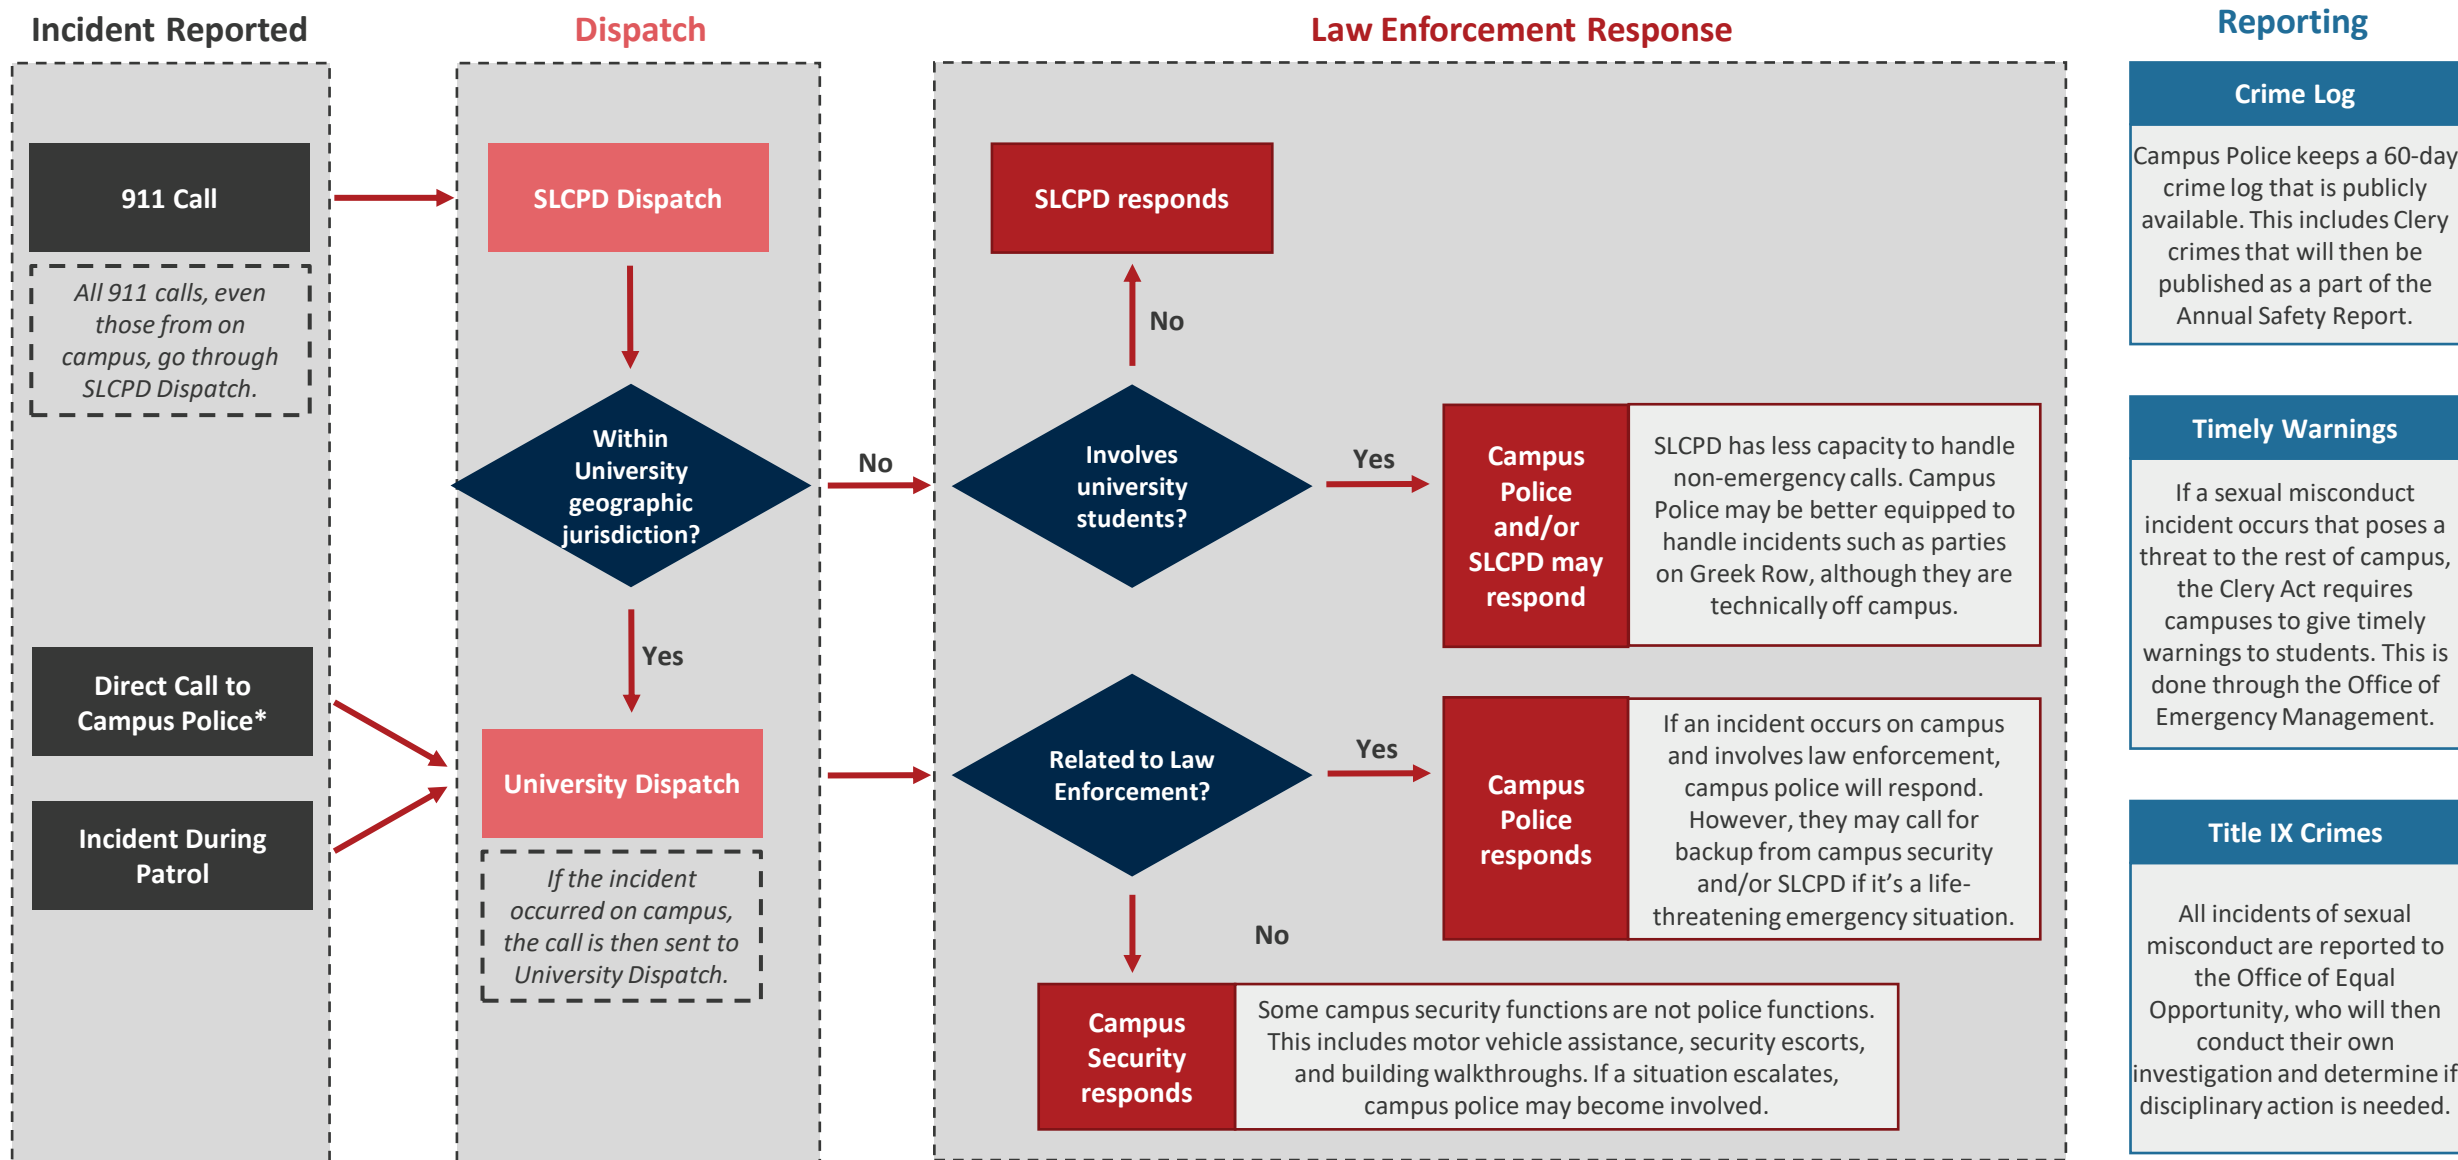 Incident Reported
Dispatch
Law Enforcement Response
Reporting
911 Call
All 911 calls, even
those from on
campus, go through
SLCPD Dispatch.
Direct Call to
Campus Police*
Incident During
Patrol
SLCPD Dispatch
Within
University
geographic
jurisdiction?
No
Yes
University Dispatch
If the incident
occurred on campus,
the call is then sent to
University Dispatch.
SLCPD responds
No
Involves
university
students?
Yes
Campus
Police
and/or
SLCPD may
respond
SLCPD has less capacity to handle
non-emergency calls. Campus
Police may be better equipped to
handle incidents such as parties
on Greek Row, although they are
technically off campus.
Related to Law
Enforcement?
Yes
Campus
Police
responds
If an incident occurs on campus
and involves law enforcement,
campus police will respond.
However, they may call for
backup from campus security
and/or SLCPD if it’s a life-
threatening emergency situation.
No
Campus
Security
responds
Some campus security functions are not police functions.
This includes motor vehicle assistance, security escorts,
and building walkthroughs. If a situation escalates,
campus police may become involved.
Crime Log
Campus Police keeps a 60-day
crime log that is publicly
available. This includes Clery
crimes that will then be
published as a part of the
Annual Safety Report.
Timely Warnings
If a sexual misconduct
incident occurs that poses a
threat to the rest of campus,
the Clery Act requires
campuses to give timely
warnings to students. This is
done through the Office of
Emergency Management.
Title IX Crimes
All incidents of sexual
misconduct are reported to
the Office of Equal
Opportunity, who will then
conduct their own
investigation and determine if
disciplinary action is needed.